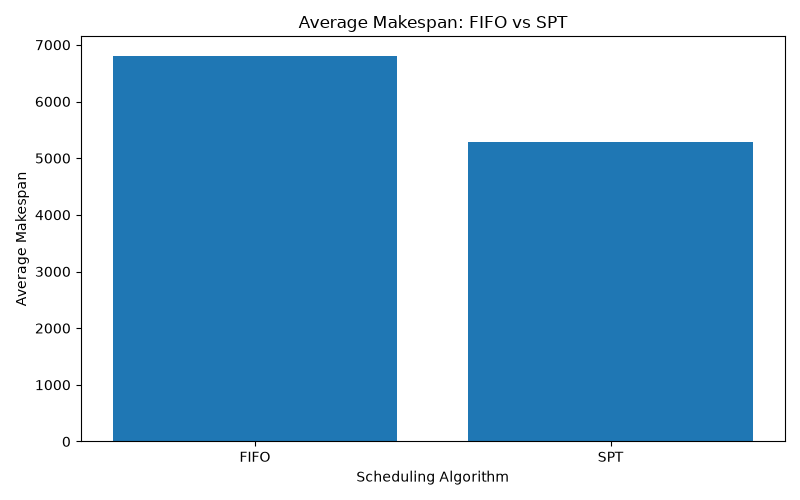 Average Makespan: FIFO vs SPT
Average Makespan
7000
6000
5000
4000
3000
2000
1000
0
FIFO
SPT
Scheduling Algorithm